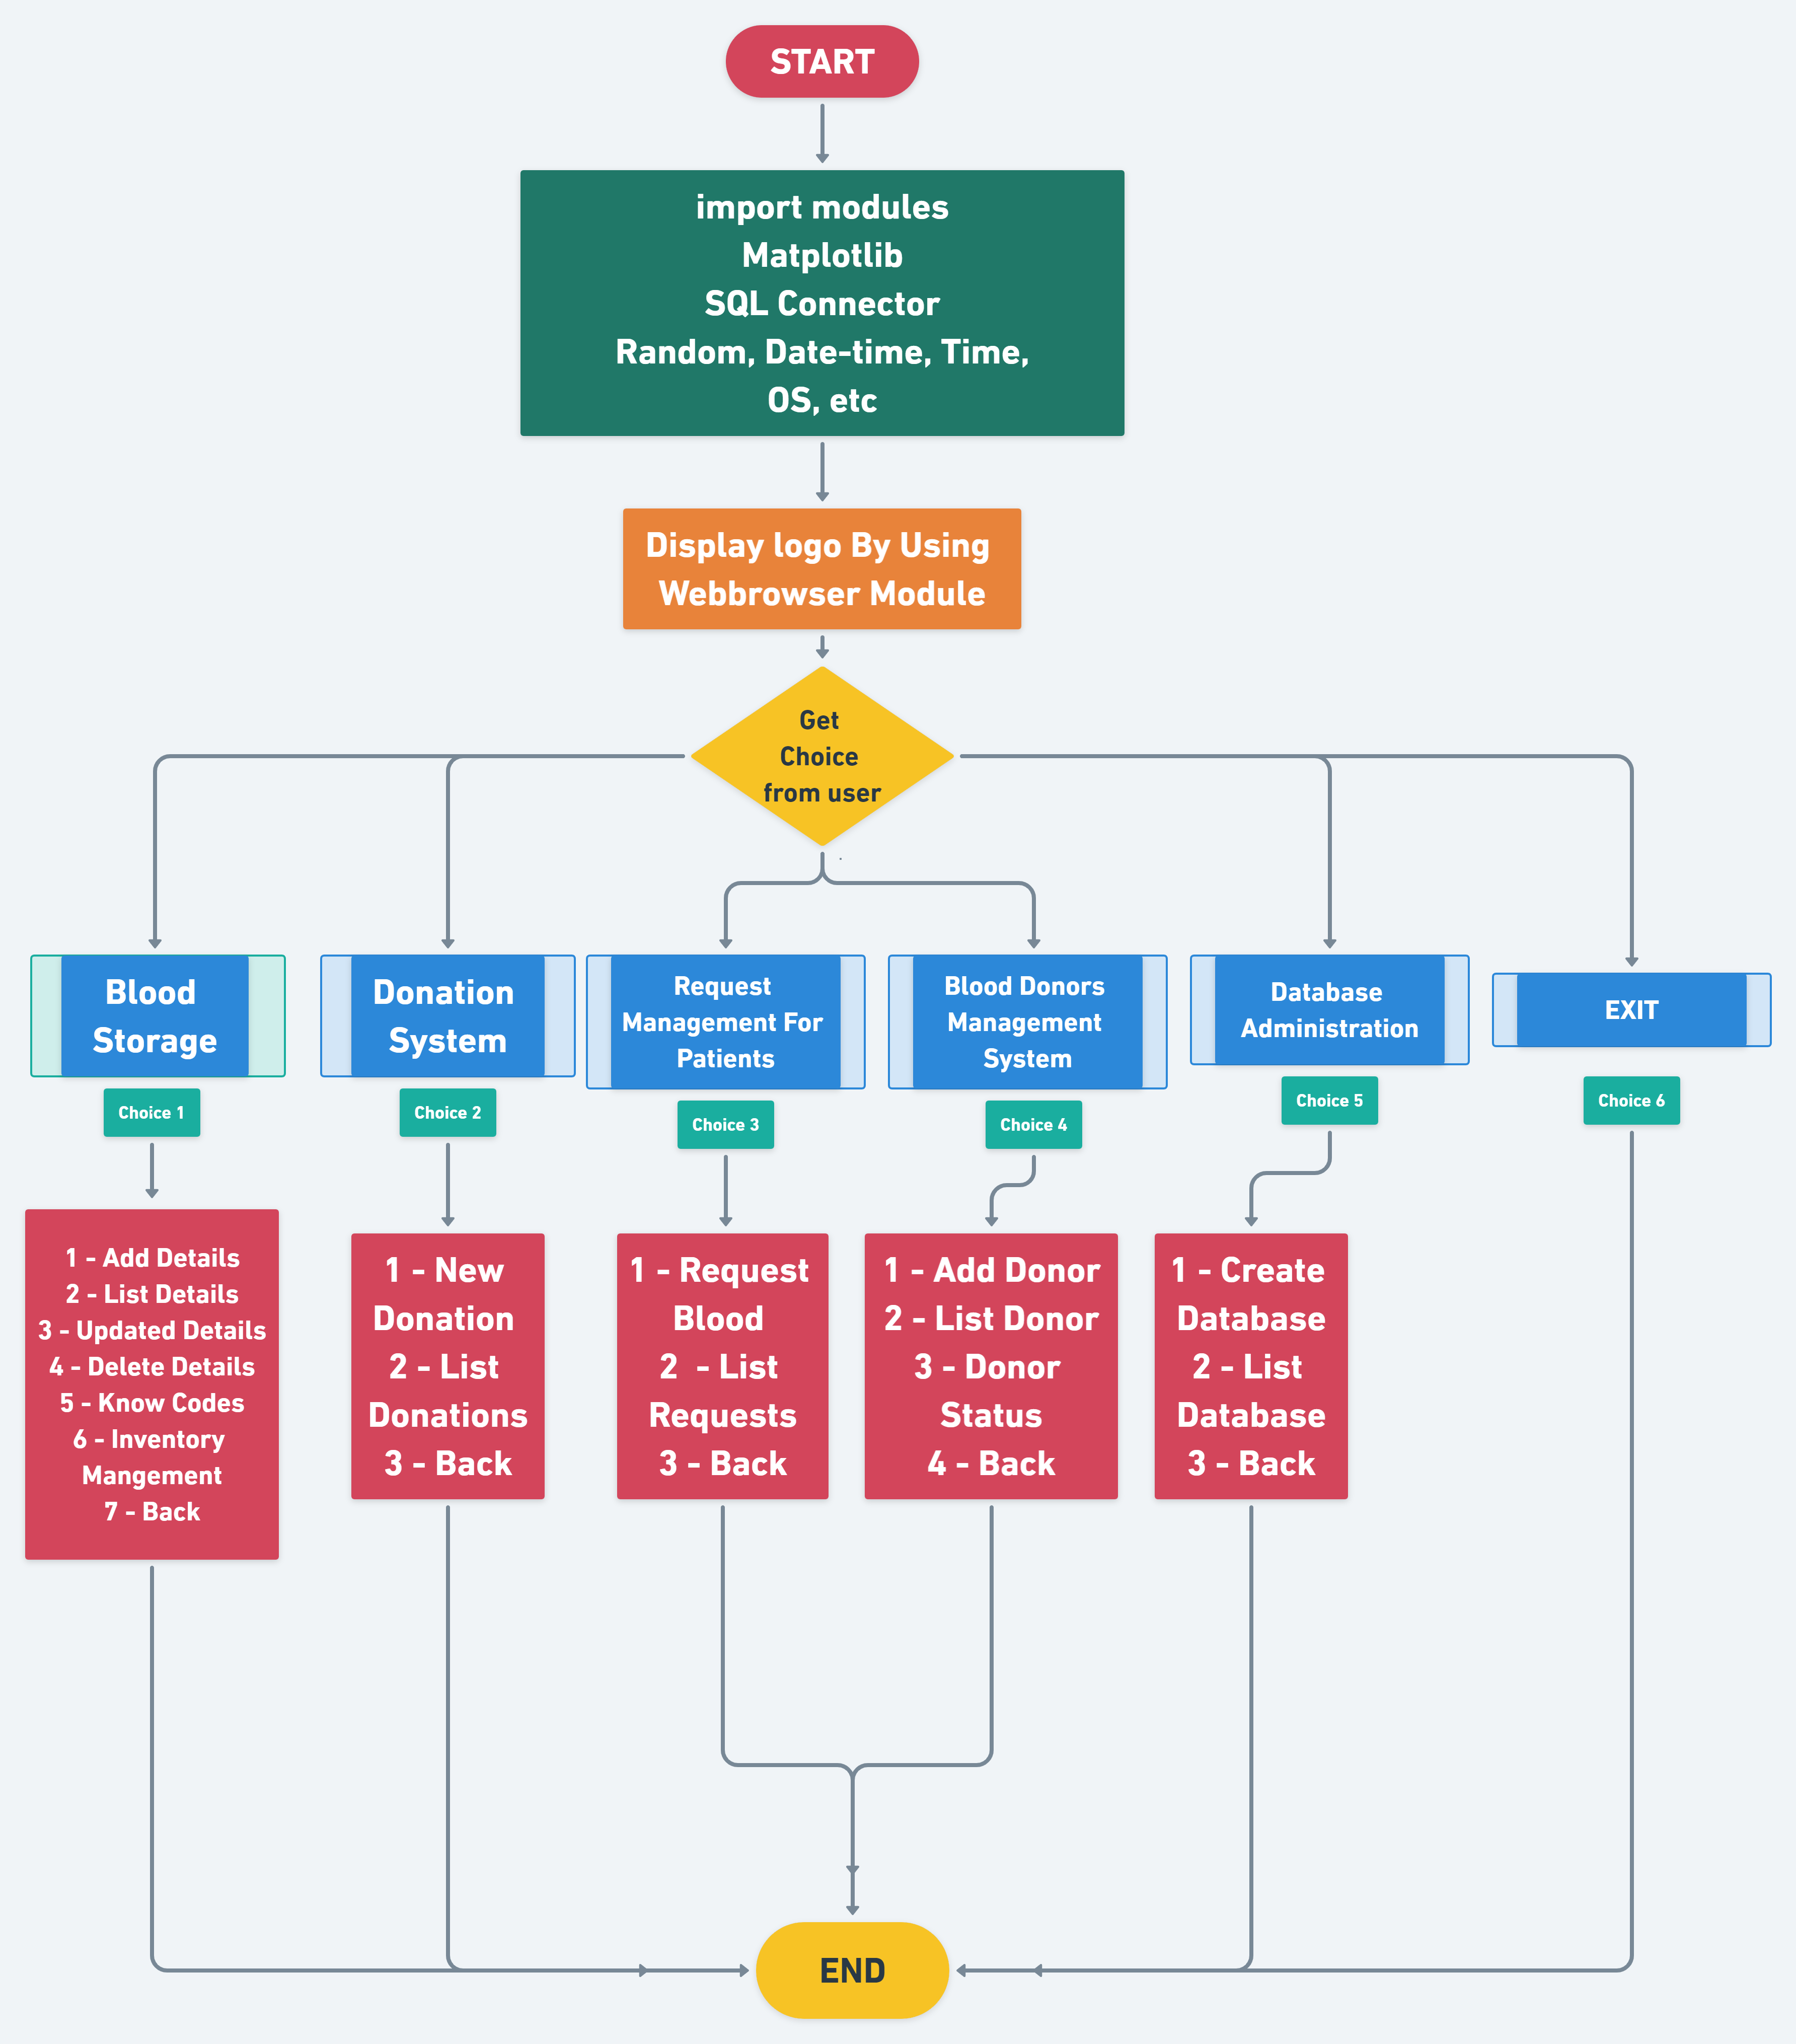 START
import modules
Matplotlib
SQL Connector
Random, Date-time, Time,
OS, etc
Display logo By Using
Webbrowser Module
Get
Choice
from user
Blood
Storage
Choice 1
Donation
System
Choice 2
Request
Management For
Patients
Choice 3
Blood Donors
Management
System
Choice 4
Database
Administration
Choice 5
EXIT
Choice 6
1 - Add Details
2 - List Details
3 - Updated Details
4 - Delete Details
5 - Know Codes
6 - Inventory
Mangement
7 - Back
1 - New
Donation
2 - List
Donations
3 - Back
1 - Request
Blood
2  - List
Requests
3 - Back
1 - Add Donor
2 - List Donor
3 - Donor
Status
4 - Back
1 - Create
Database
2 - List
Database
3 - Back
END